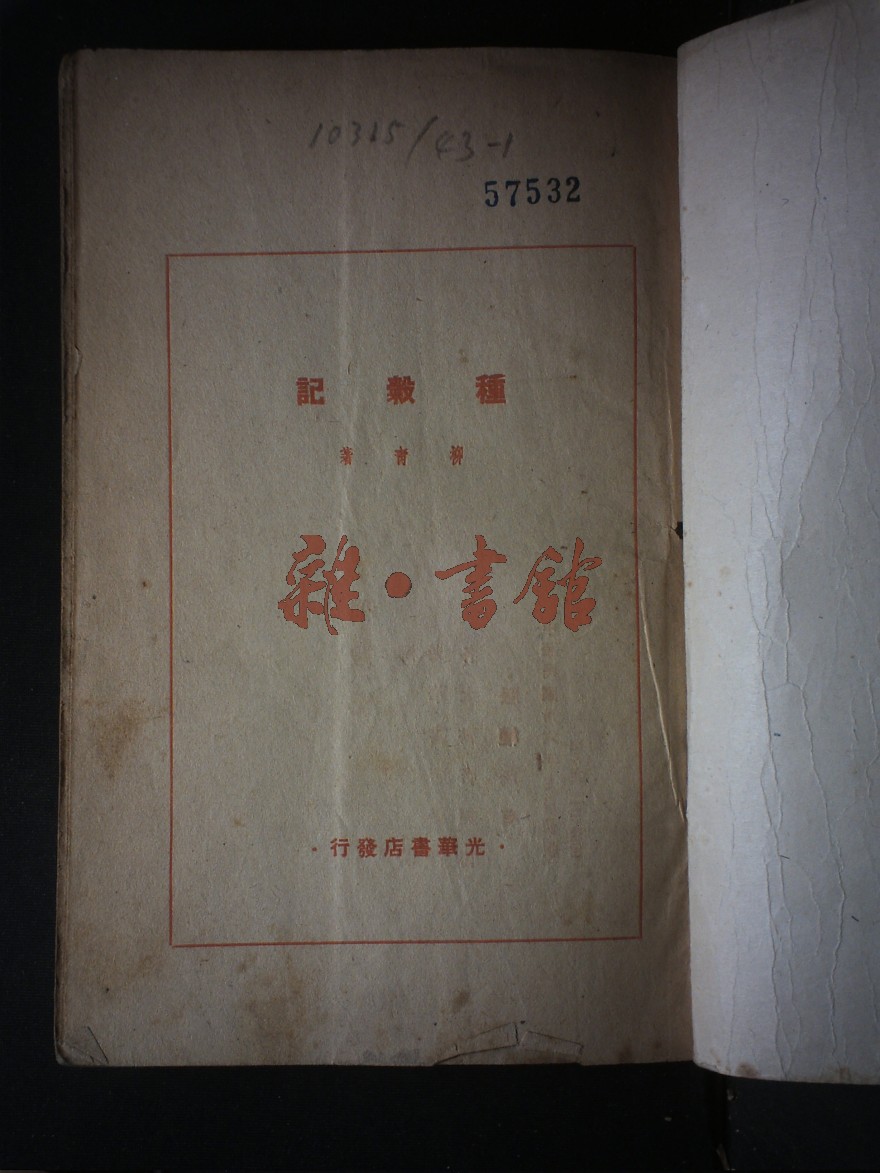 10315/43-1
57532
種穀記
柳青著
雜·書館
·光華書店發行·